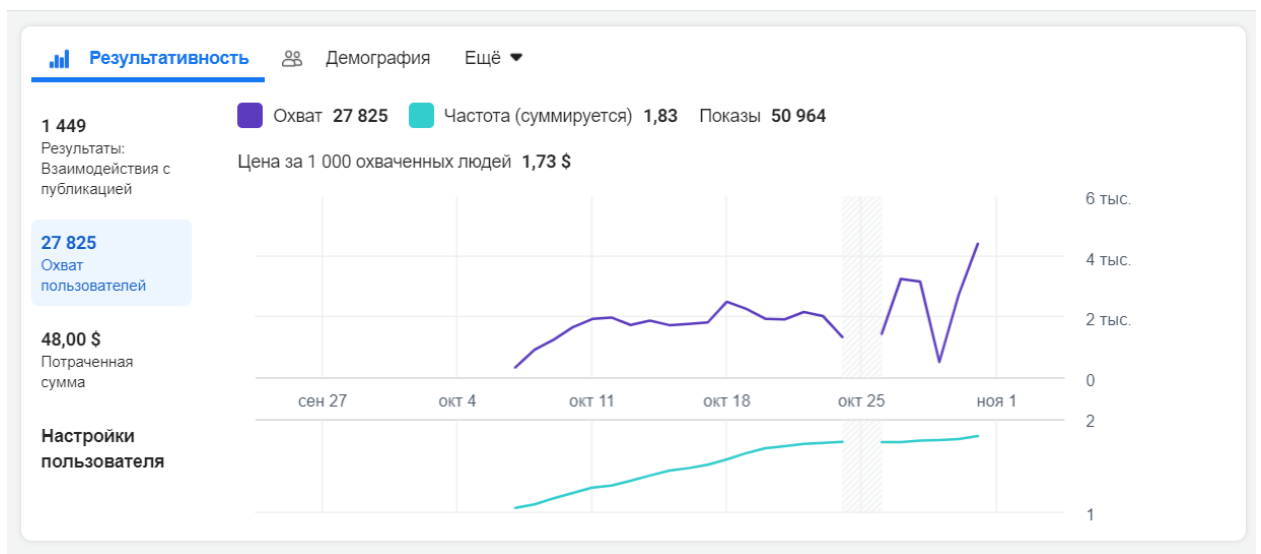 Результативность
Демография
Ещё
1 449
Результаты:
Взаимодействия с
публикацией
27 825
Охват
пользователей
48,00 $
Потраченная
сумма
Настройки
пользователя
Охват 27 825 Частота (суммируется) 1,83 Показы 50 964
Цена за 1 000 охваченных людей 1,73 $
6 тыс.
4 тыс.
2 тыс.
0
сен 27 окт 4 окт 11 окт 18 окт 25 ноя 1
2
1